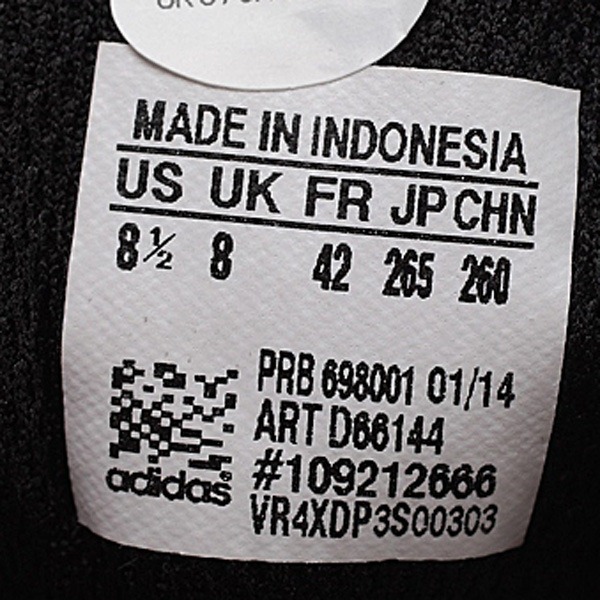 MADE IN INDONESIA
US UK FR JP CHN
8½ 8 42 265 260
PRB 698001 01/14
ART D66144
#109212666
VR4XDP3S00303
adidas